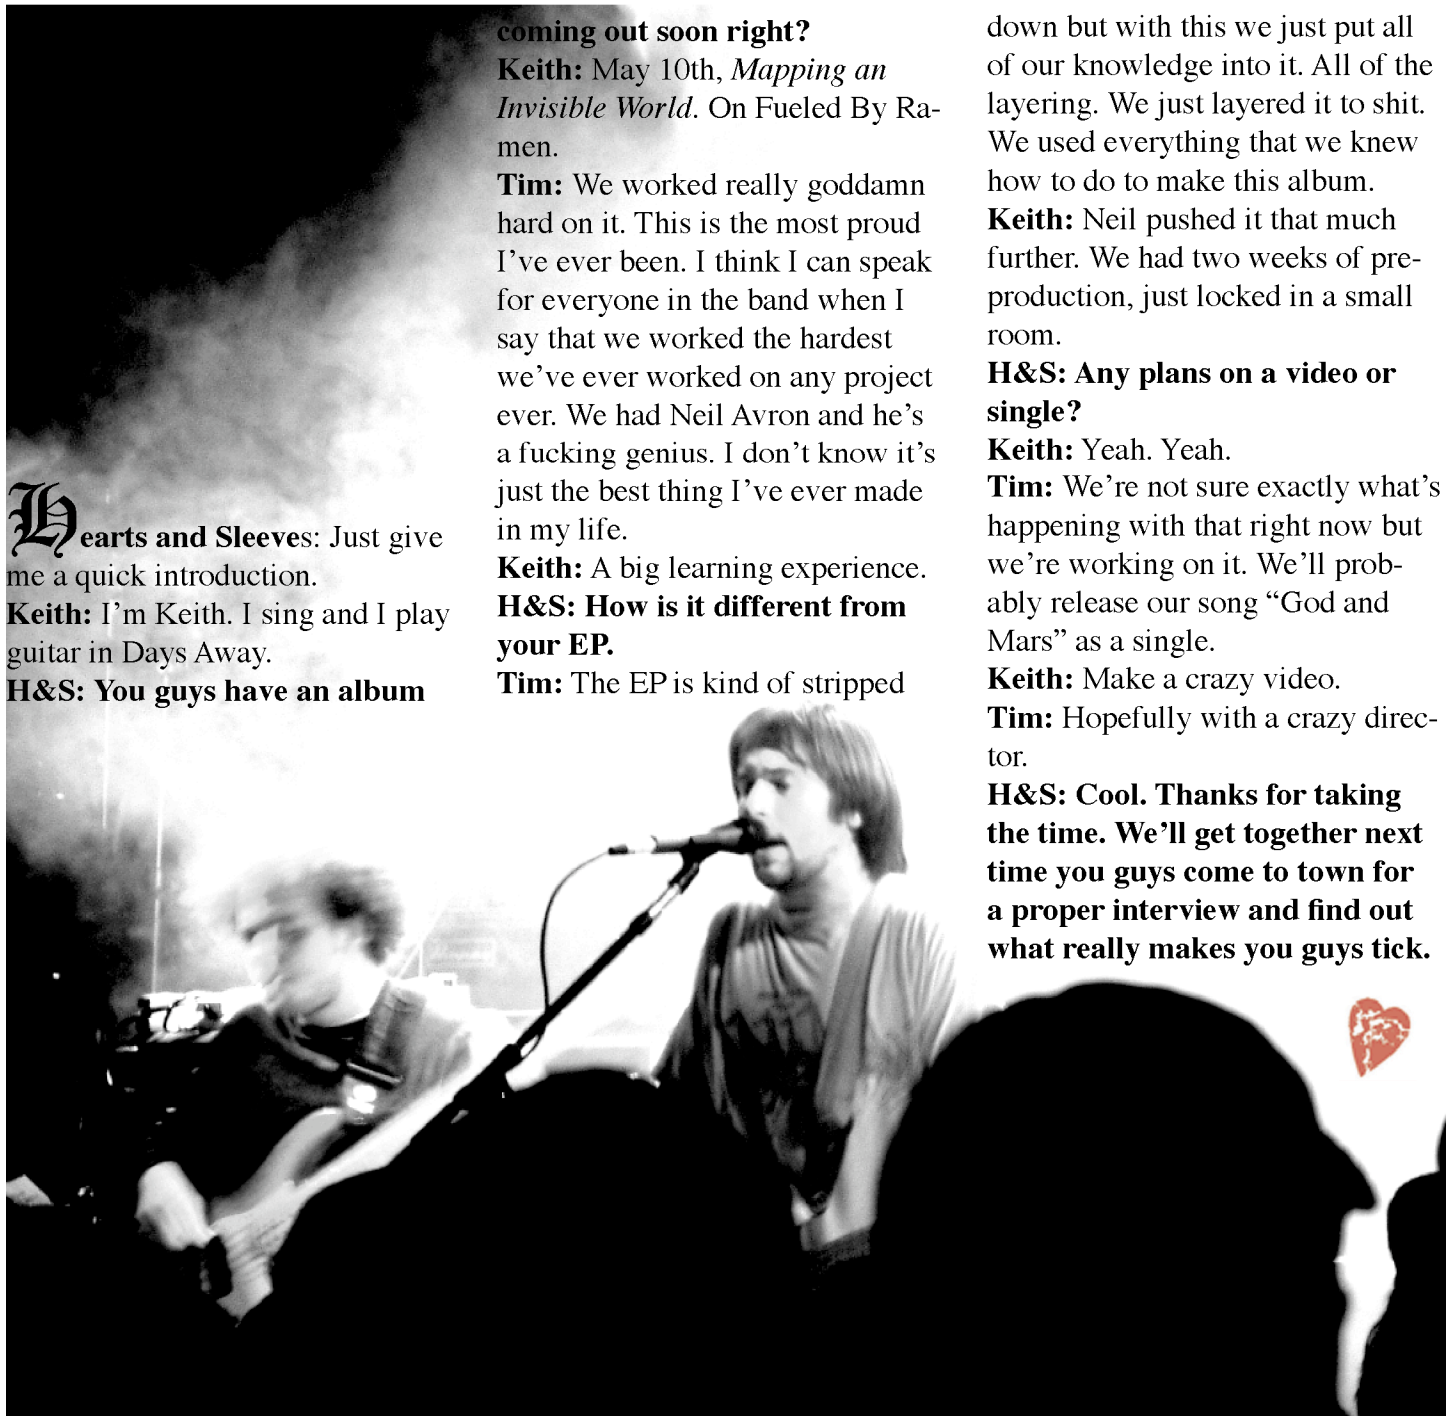 Hearts and Sleeves: Just give
me a quick introduction.
Keith: I'm Keith. I sing and I play
guitar in Days Away.
H&S: You guys have an album
coming out soon right?
Keith: May 10th, Mapping an
Invisible World. On Fueled By Ra-
men.
Tim: We worked really goddamn
hard on it. This is the most proud
I've ever been. I think I can speak
for everyone in the band when I
say that we worked the hardest
we've ever worked on any project
ever. We had Neil Avron and he's
a fucking genius. I don't know it's
just the best thing I've ever made
in my life.
Keith: A big learning experience.
H&S: How is it different from
your EP.
Tim: The EP is kind of stripped
down but with this we just put all
of our knowledge into it. All of the
layering. We just layered it to shit.
We used everything that we knew
how to do to make this album.
Keith: Neil pushed it that much
further. We had two weeks of pre-
production, just locked in a small
room.
H&S: Any plans on a video or
single?
Keith: Yeah. Yeah.
Tim: We're not sure exactly what's
happening with that right now but
we're working on it. We'll prob-
ably release our song “God and
Mars” as a single.
Keith: Make a crazy video.
Tim: Hopefully with a crazy direc-
tor.
H&S: Cool. Thanks for taking
the time. We'll get together next
time you guys come to town for
a proper interview and find out
what really makes you guys tick.